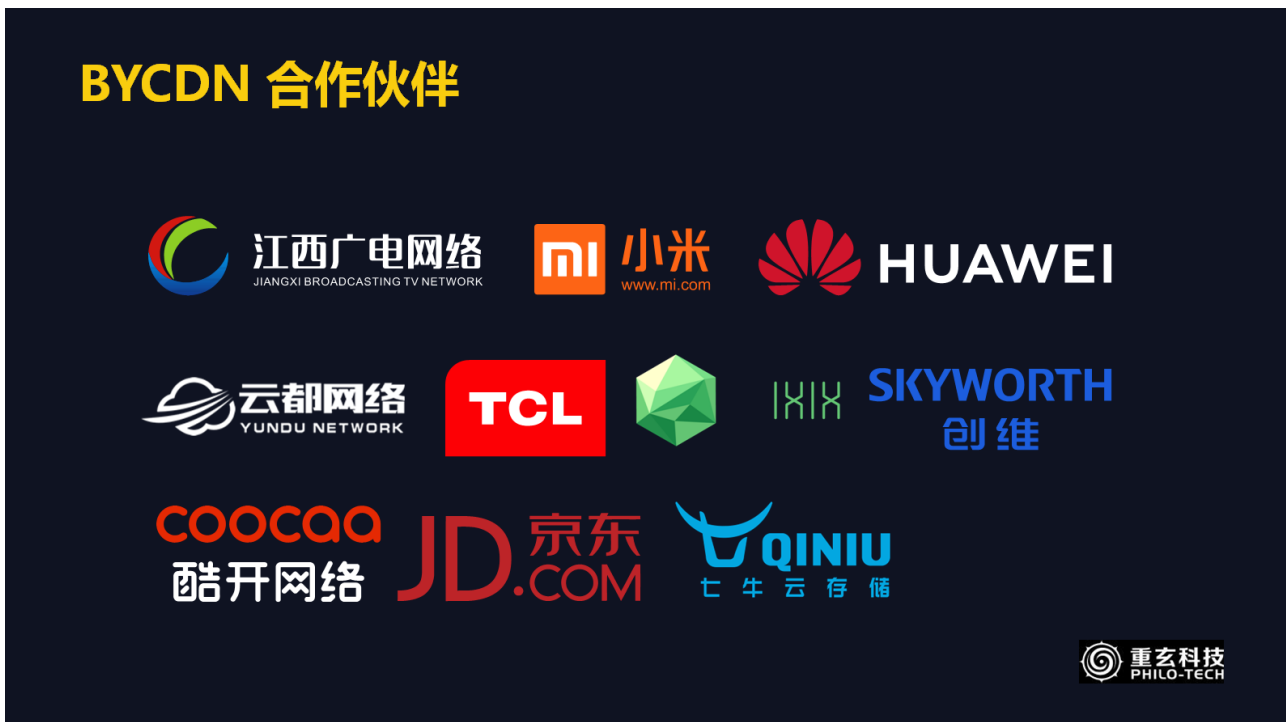 BYCDN 合作伙伴
江西广电网络
JIANGXI BROADCASTING TV NETWORK
mi
小米
www.mi.com
HUAWEI
云都网络
YUNDU NETWORK
TCL
SKYWORTH
创维
coocaa
酷开网络
JD.COM
京东
QINIU
七牛云存储
重玄科技
PHILO-TECH